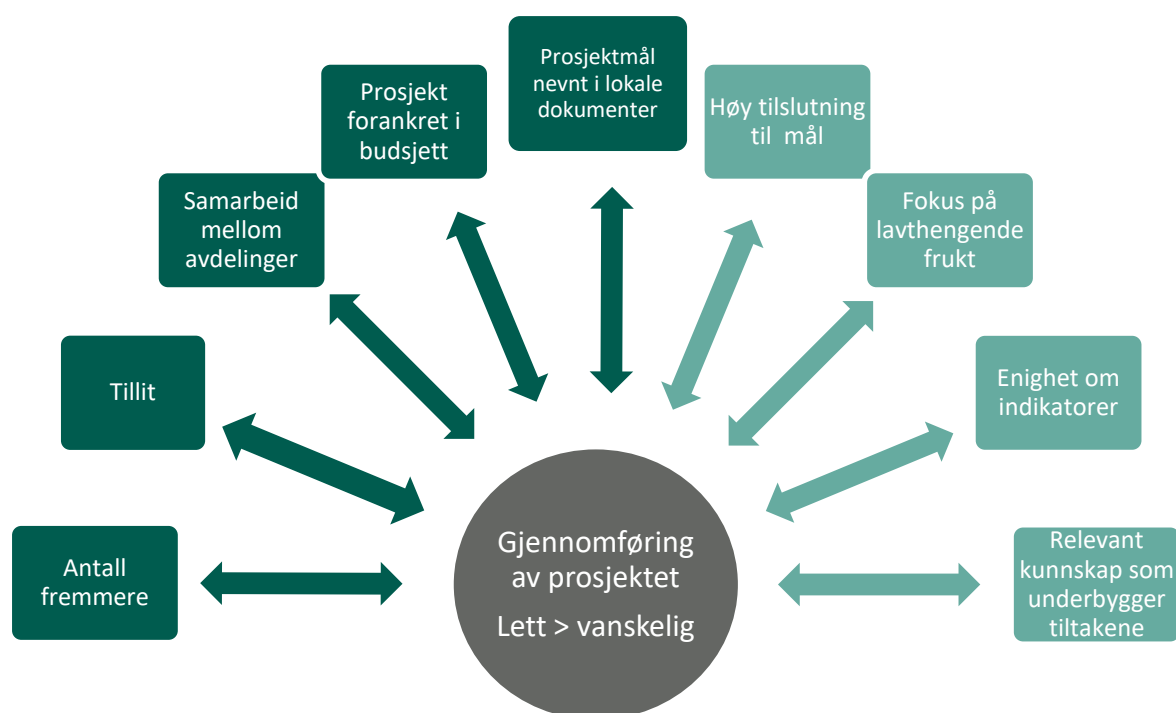 Prosjektmål
nevnt i lokale
dokumenter
Prosjekt
forankret i
budsjett
Høy tilslutning
til mål
Samarbeid
mellom
avdelinger
Fokus på
lavthengende
frukt
Tillit
Enighet om
indikatorer
Antall
fremmere
Relevant
kunnskap som
underbygger
tiltakene
Gjennomføring
av prosjektet
Lett > vanskelig